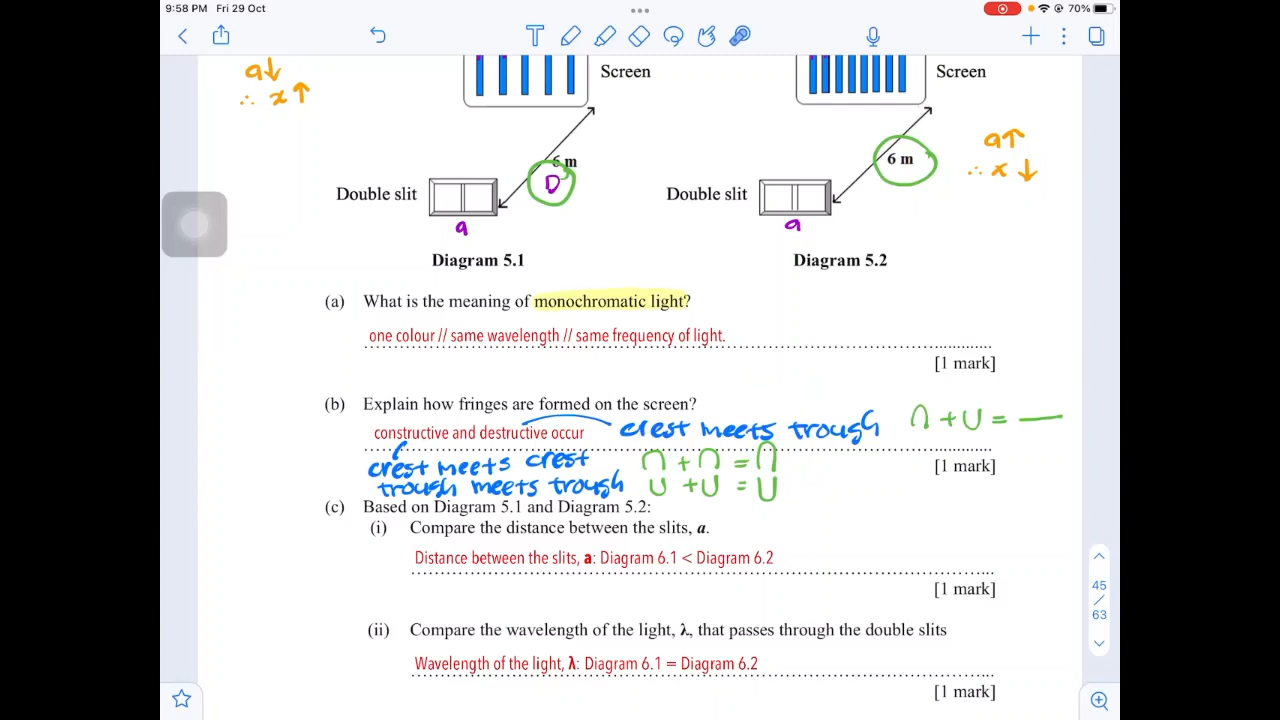 9:58 PM Fri 29 Oct
70%
T
a↓
∴ x↑
Screen
Screen
6 m
D
6 m
a↑
∴ x↓
Double slit
Double slit
a
a
Diagram 5.1
Diagram 5.2
(a) What is the meaning of monochromatic light?
one colour // same wavelength // same frequency of light.
[1 mark]
(b) Explain how fringes are formed on the screen?
constructive and destructive occur crest meets trough ∩ + ∪ = —
[1 mark]
crest meets crest ∩ + ∩ = ∩
trough meets trough ∪ + ∪ = ∪
(c) Based on Diagram 5.1 and Diagram 5.2:
(i) Compare the distance between the slits, a.
Distance between the slits, a: Diagram 6.1 < Diagram 6.2
[1 mark]
(ii) Compare the wavelength of the light, λ, that passes through the double slits
Wavelength of the light, λ: Diagram 6.1 = Diagram 6.2
[1 mark]
45
/
63